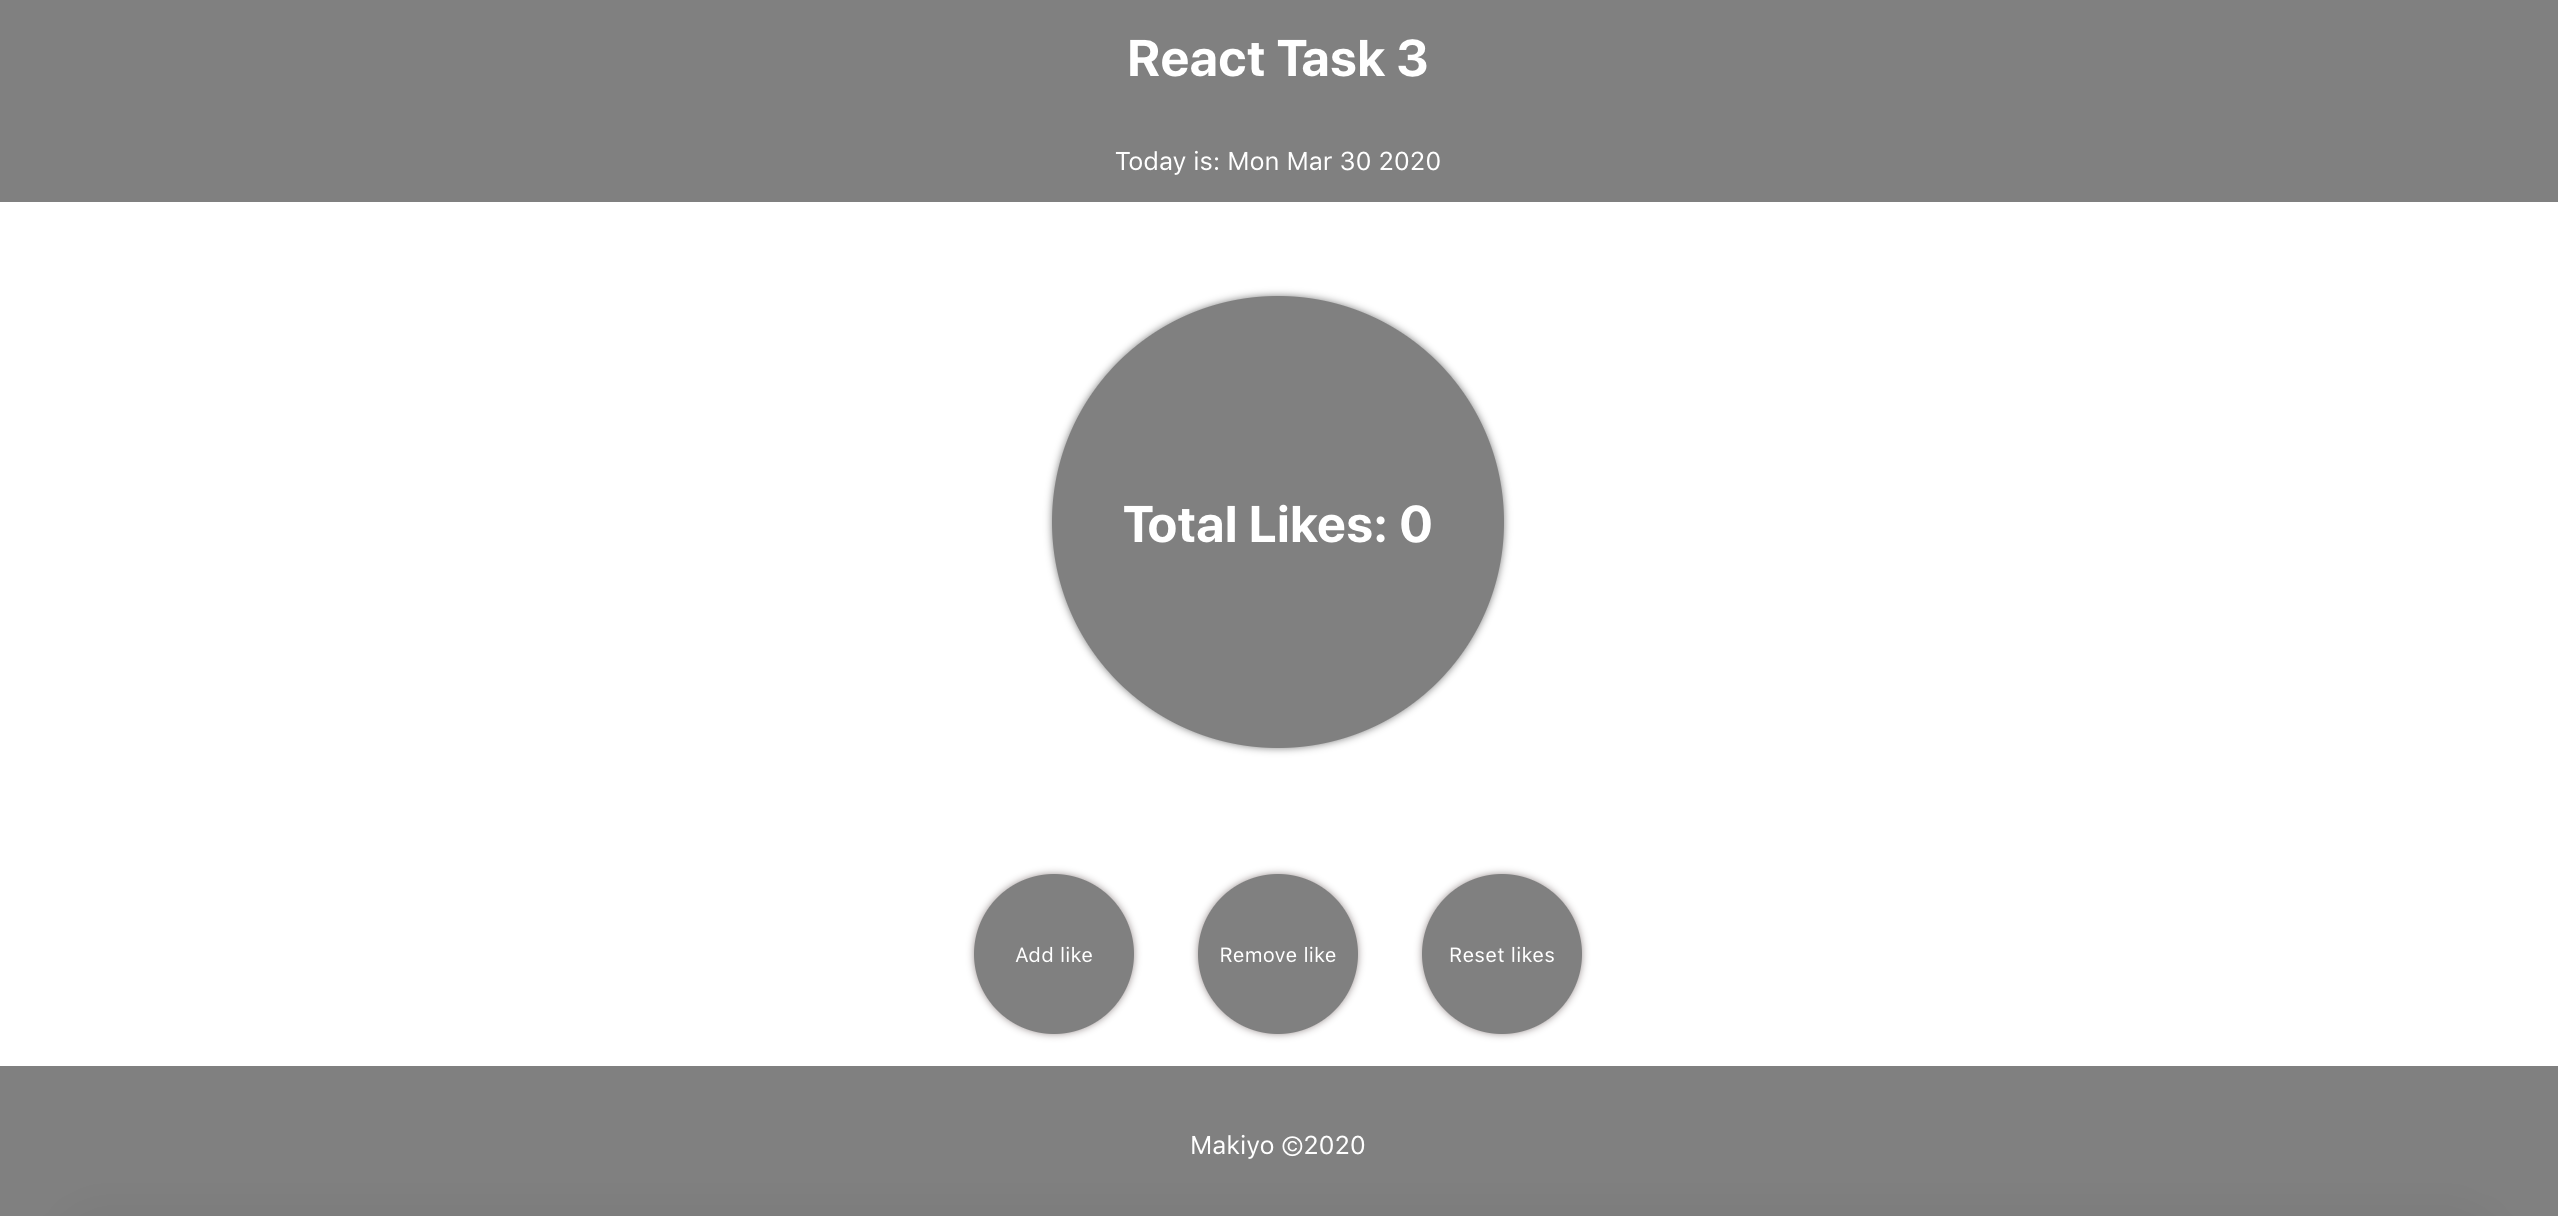 React Task 3
Today is: Mon Mar 30 2020
Total Likes: 0
Add like
Remove like
Reset likes
Makiyo ©2020